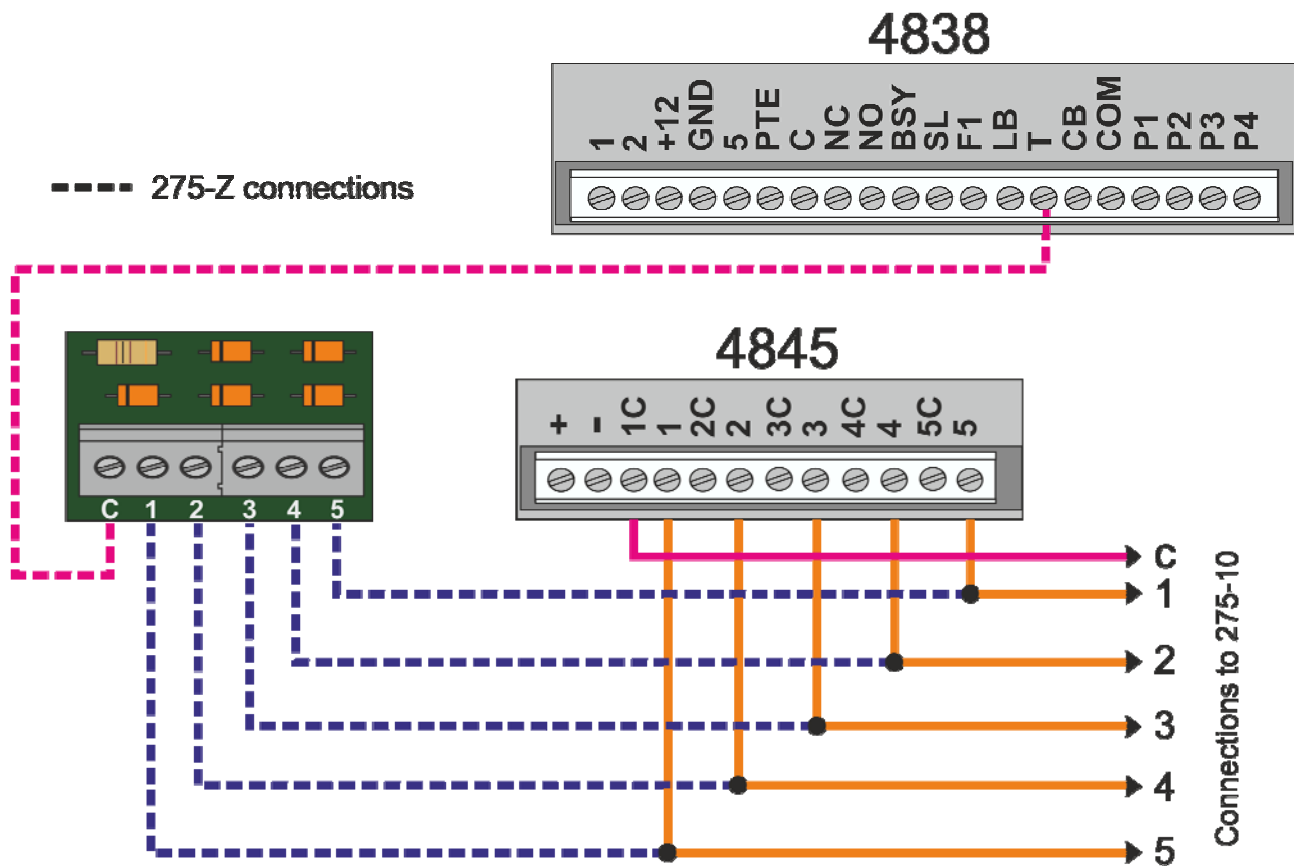 4838
1 2 +12 GND 5 PTE C NC NO BSY SL F1 LB T CB COM P1 P2 P3 P4
275-Z connections
4845
+ - 1C 1 2C 2 3C 3 4C 4 5C 5
C 1 2 3 4 5
C
1
2
3
4
5
Connections to 275-10